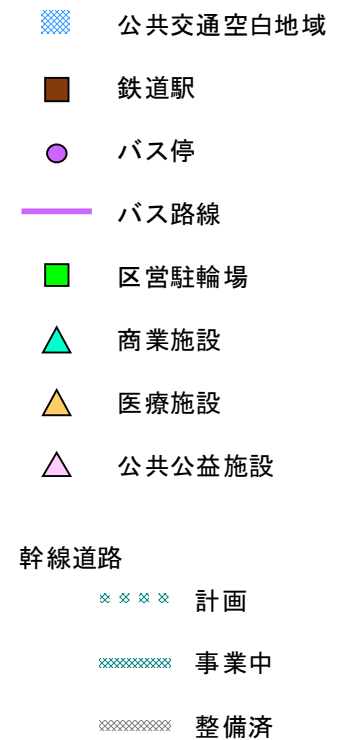 公共交通空白地域
鉄道駅
バス停
バス路線
区営駐輪場
商業施設
医療施設
公共公益施設
幹線道路
計画
事業中
整備済